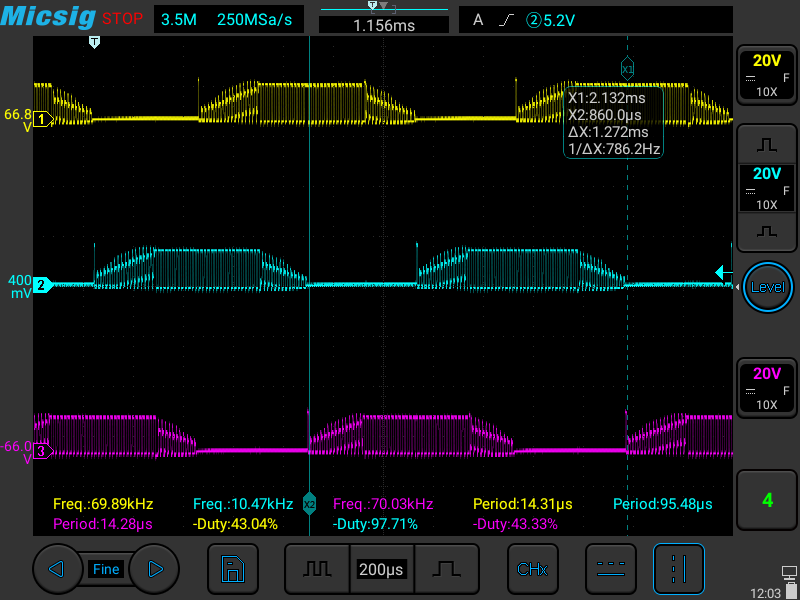 Micsig STOP 3.5M 250MSa/s T 1.156ms A ②5.2V
T
20V
F
10X
X1
X1:2.132ms
X2:860.0µs
ΔX:1.272ms
1/ΔX:786.2Hz
66.8
V
1
20V
F
10X
400
mV
2
Level
20V
F
10X
-66.0
V
3
Freq.:69.89kHz Freq.:10.47kHz X2 Freq.:70.03kHz Period:14.31µs Period:95.48µs
Period:14.28µs -Duty:43.04% -Duty:97.71% -Duty:43.33%
4
Fine 200µs CHx
12:03